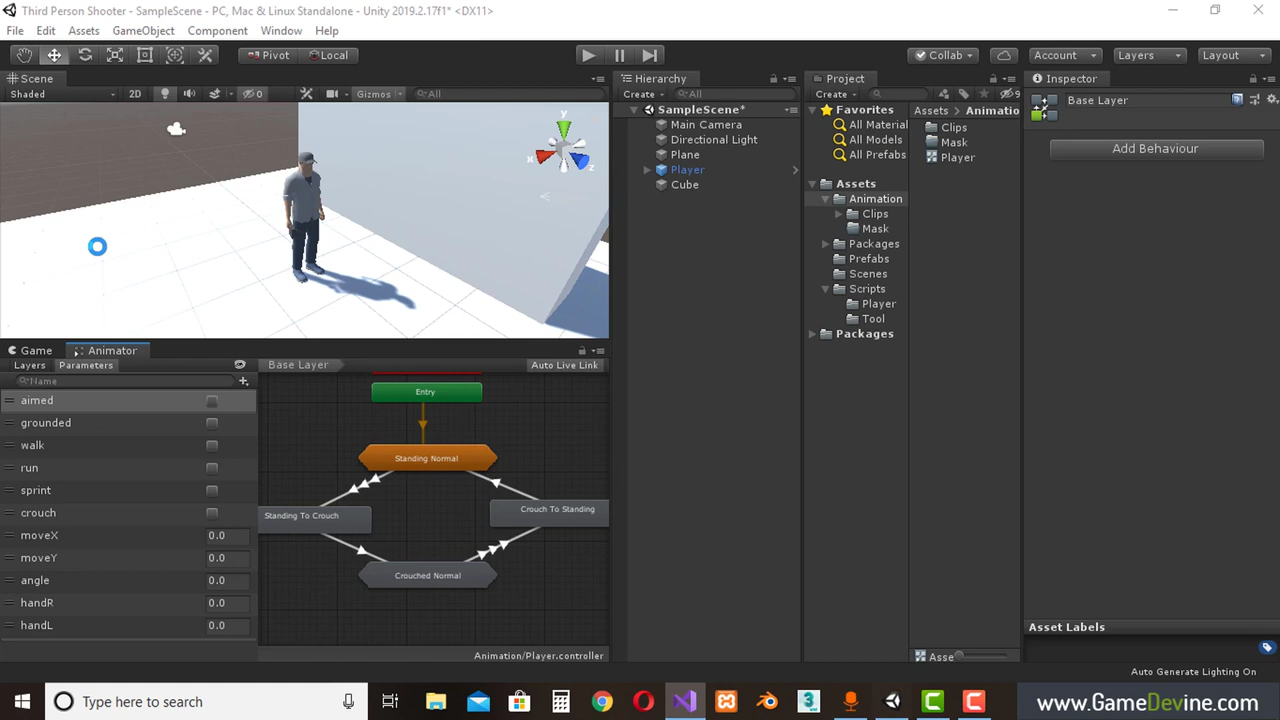 Third Person Shooter - SampleScene - PC, Mac & Linux Standalone - Unity 2019.2.17f1* <DX11>
File Edit Assets GameObject Component Window Help
Pivot Local Collab Account Layers Layout
Scene Hierarchy Project Inspector
Shaded 2D 0 Gizmos All Create All Create 9 Base Layer
SampleScene* Favorites Assets Animatio
Main Camera All Material Clips
Directional Light All Models Mask Add Behaviour
Plane All Prefabs Player
Player
Cube Assets
Animation
Clips
Mask
Packages
Prefabs
Scenes
Scripts
Player
Tool
Packages
y
x
z
Game Animator
Layers Parameters Base Layer Auto Live Link
Name
aimed
grounded
walk
run
sprint
crouch
moveX 0.0
moveY 0.0
angle 0.0
handR 0.0
handL 0.0
Entry
Standing Normal
Standing To Crouch Crouch To Standing
Crouched Normal
Animation/Player.controller
Asse
Asset Labels
Auto Generate Lighting On
Type here to search
www.GameDevine.com